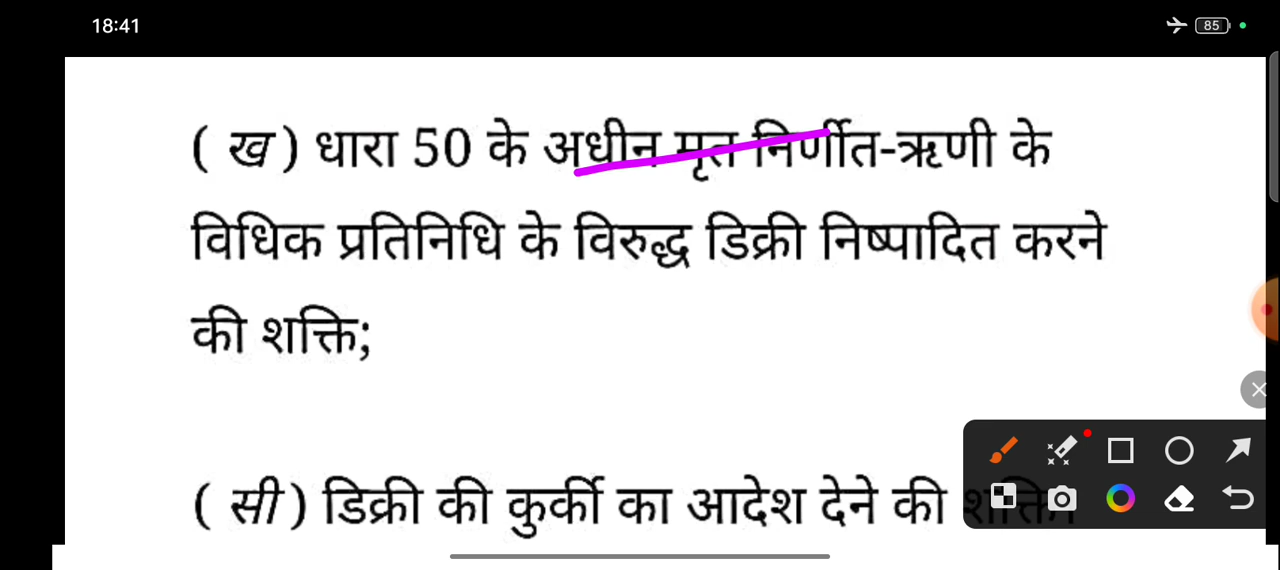 18:41
85
( ख ) धारा 50 के अधीन मृत निर्णीत-ऋणी के
विधिक प्रतिनिधि के विरुद्ध डिक्री निष्पादित करने
की शक्ति;
( सी ) डिक्री की कुर्की का आदेश देने की